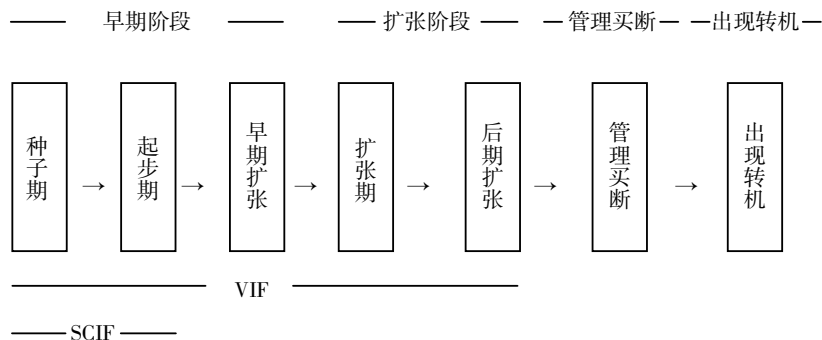 早期阶段 扩张阶段 管理买断 出现转机
种子期 → 起步期 → 早期扩张 → 扩张期 → 后期扩张 → 管理买断 → 出现转机
VIF
SCIF